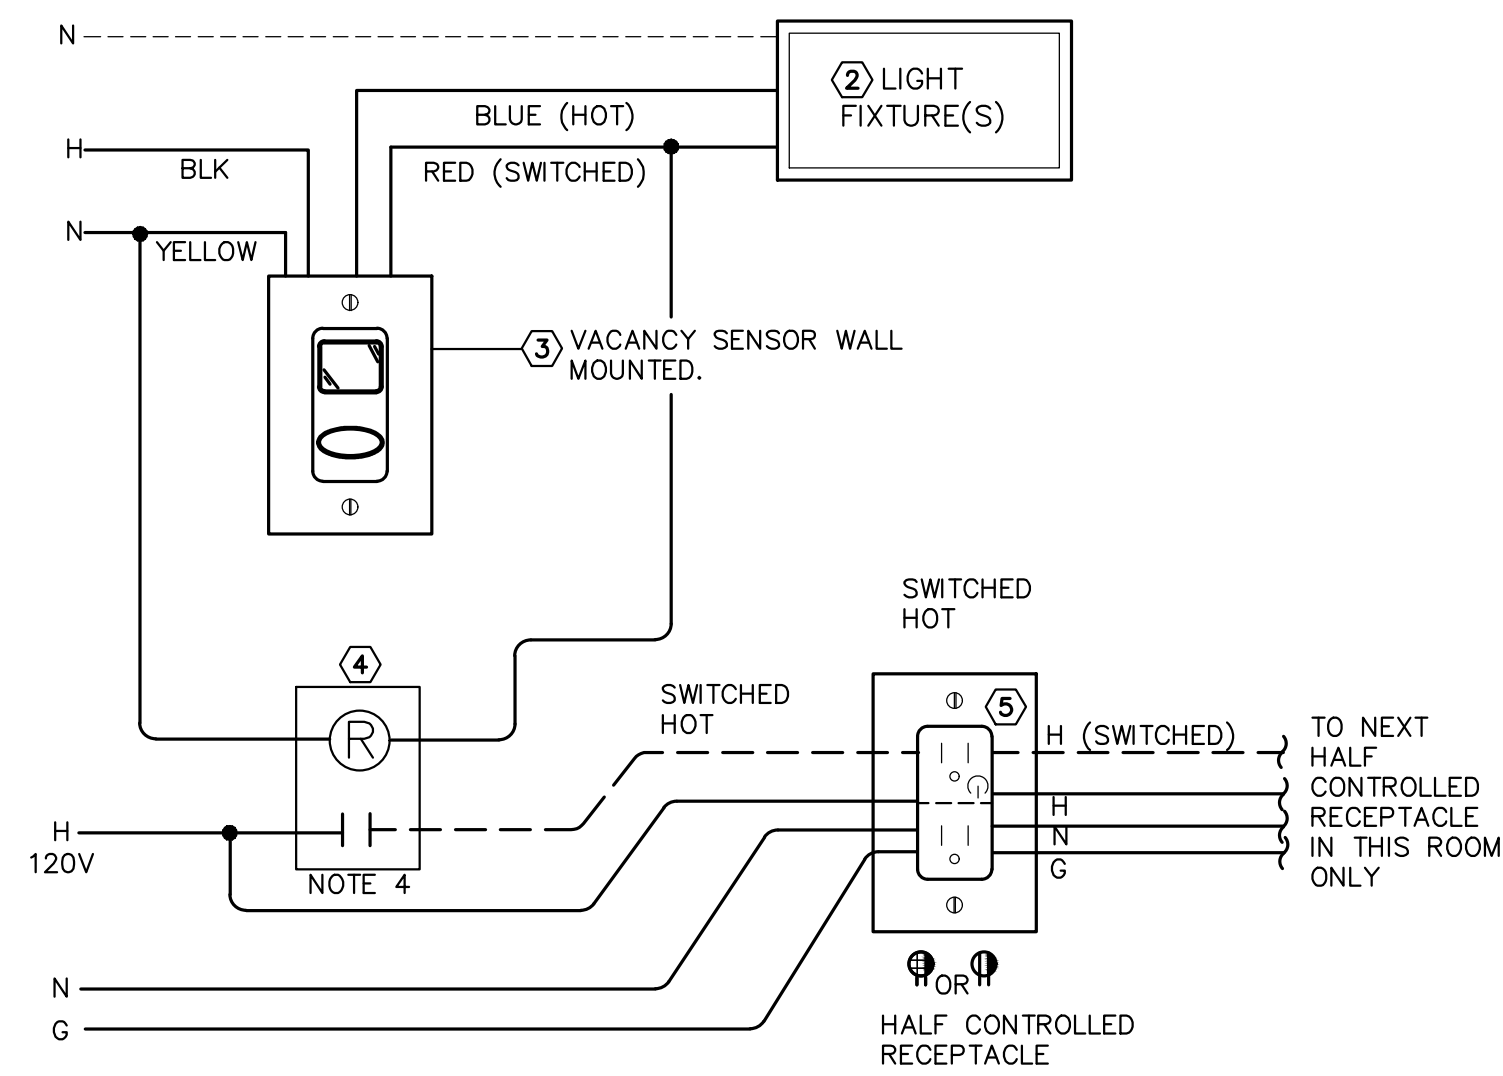 N
2 LIGHT
FIXTURE(S)
BLUE (HOT)
H
BLK
RED (SWITCHED)
N
YELLOW
3 VACANCY SENSOR WALL
MOUNTED.
SWITCHED
HOT
4
R
SWITCHED
HOT
5
H (SWITCHED)
TO NEXT
HALF
CONTROLLED
RECEPTACLE
IN THIS ROOM
ONLY
H
N
G
H
120V
NOTE 4
N
G
OR
HALF CONTROLLED
RECEPTACLE